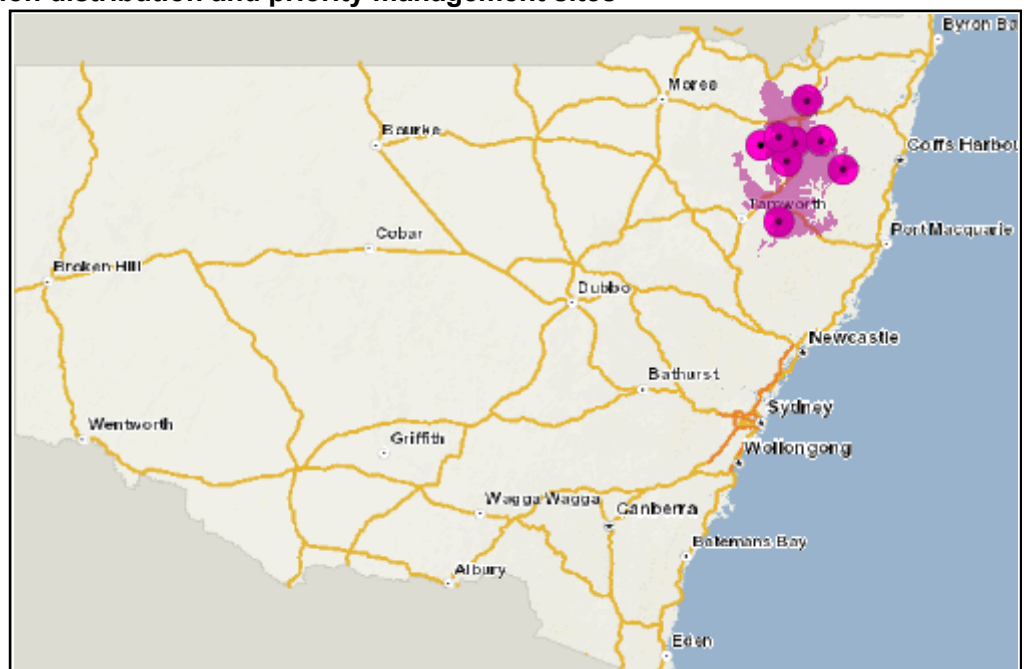 distribution and priority management sites
Byron Ba
Moree
Bourke
Coffs Harbou
Tamworth
Port Macquarie
Cobar
Broken Hill
Dubbo
Newcastle
Bathurst
Sydney
Wentworth
Griffith
Wollongong
Wagga Wagga
Canberra
Batemans Bay
Albury
Eden